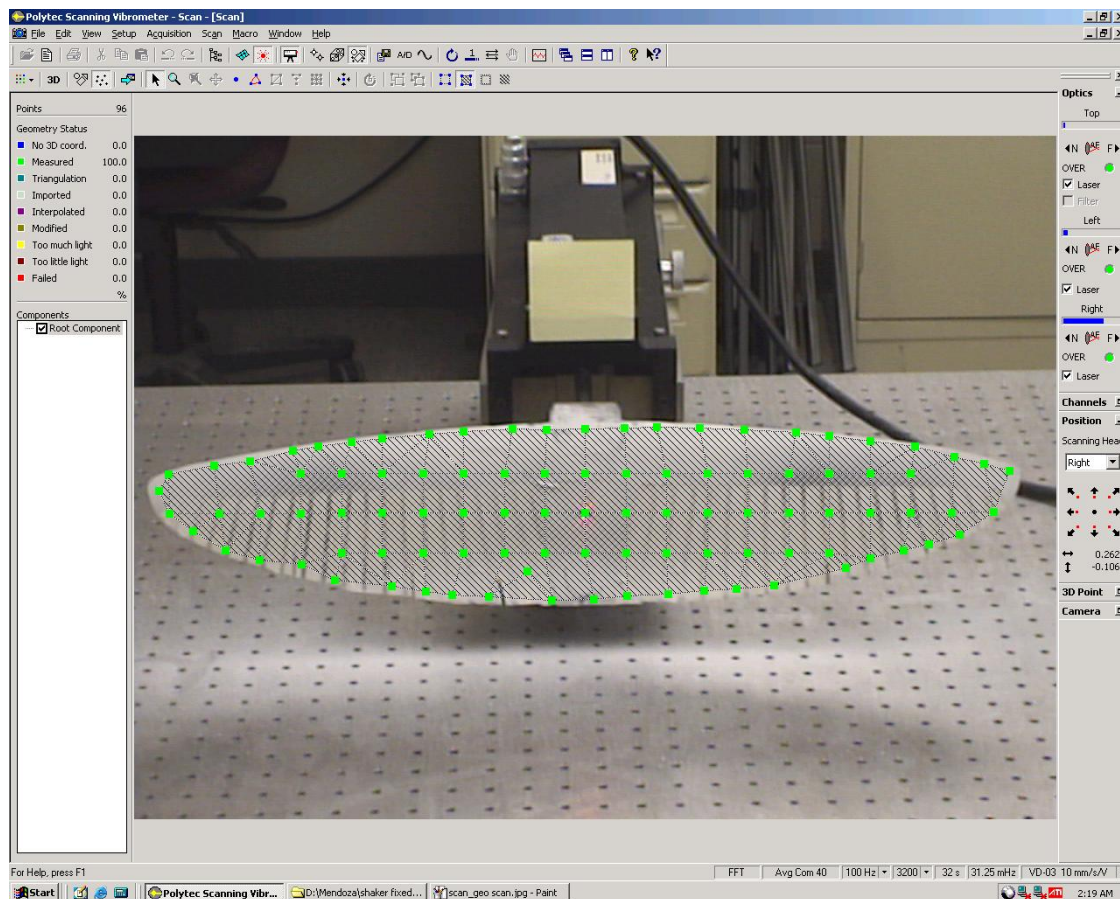 Polytec Scanning Vibrometer - Scan - [Scan]
File Edit View Setup Acquisition Scan Macro Window Help
A/D
3D
Points 96
Geometry Status
No 3D coord. 0.0
Measured 100.0
Triangulation 0.0
Imported 0.0
Interpolated 0.0
Modified 0.0
Too much light 0.0
Too little light 0.0
Failed 0.0
%
Components
Root Component
Optics
Top
N F
OVER
Laser
Filter
Left
N F
OVER
Laser
Right
N F
OVER
Laser
Channels
Position
Scanning Hea
Right
0.262
-0.106
3D Point
Camera
For Help, press F1
FFT Avg Com 40 100 Hz 3200 32 s 31.25 mHz VD-03 10 mm/s/V
Start Polytec Scanning Vibr... D:\Mendoza\shaker fixed... scan_geo scan.jpg - Paint ATI 2:19 AM